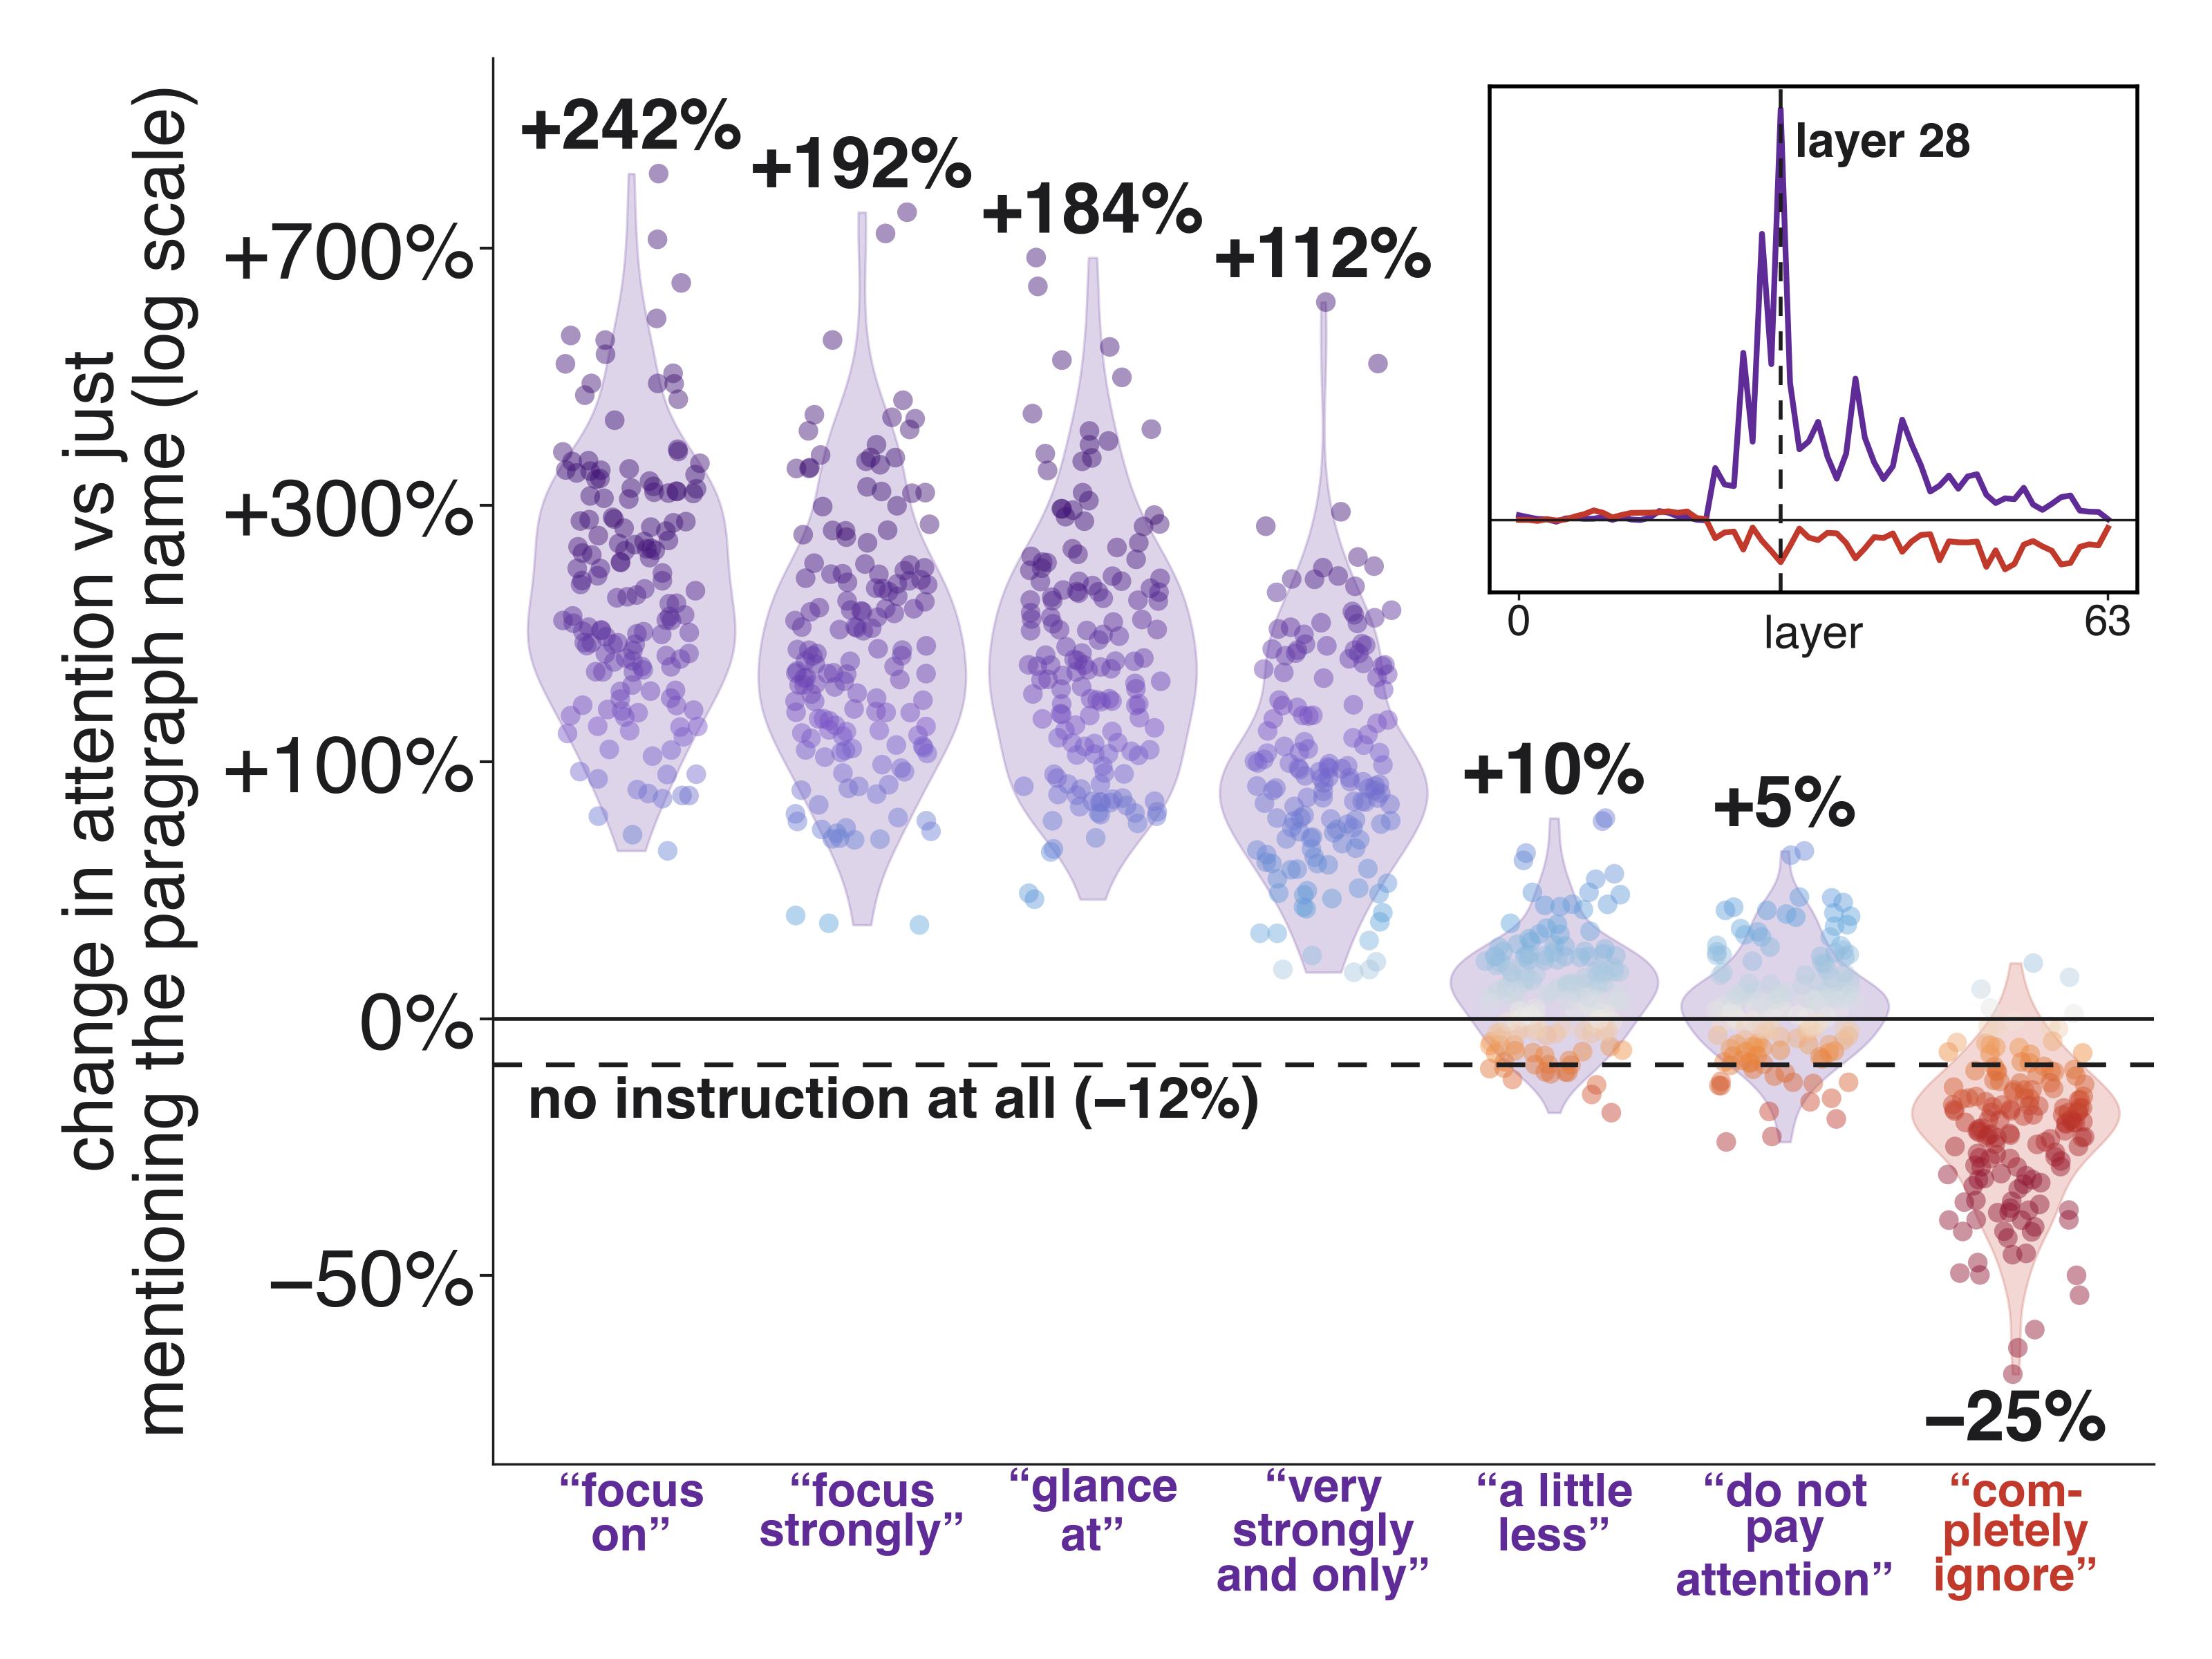 change in attention vs just
mentioning the paragraph name (log scale)
+700%
+300%
+100%
0%
–50%
+242%
+192%
+184%
+112%
+10%
+5%
–25%
no instruction at all (–12%)
layer 28
0
63
layer
“focus
on”
“focus
strongly”
“glance
at”
“very
strongly
and only”
“a little
less”
“do not
pay
attention”
“com-
pletely
ignore”